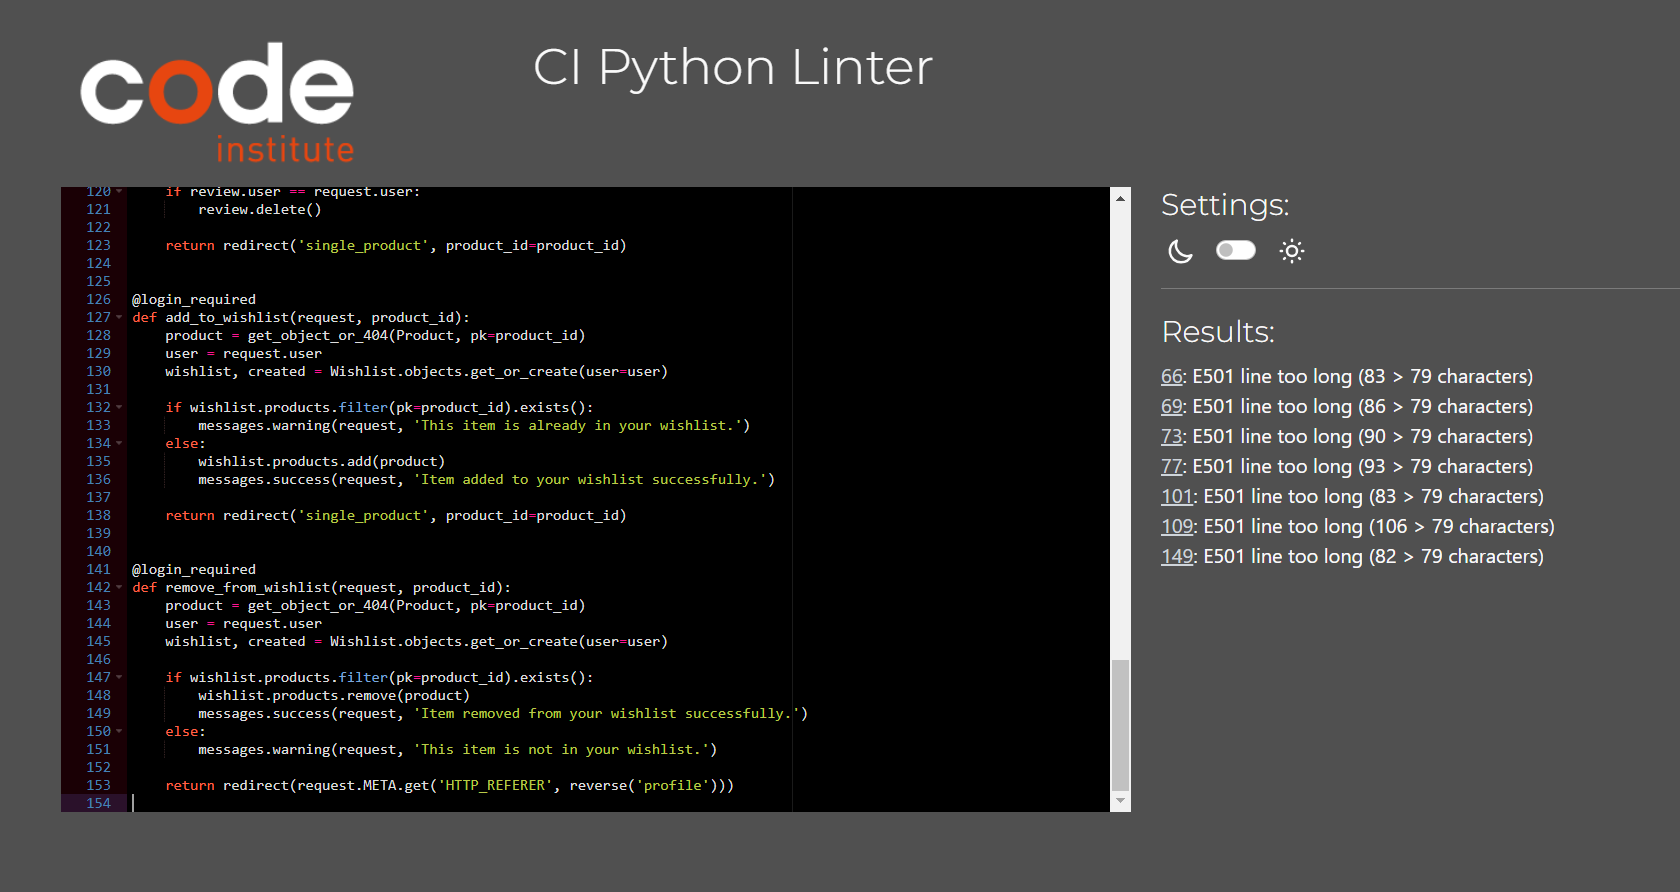 code
institute
CI Python Linter
120 if review.user == request.user:
121 review.delete()
122
123 return redirect('single_product', product_id=product_id)
124
125
126 @login_required
127 def add_to_wishlist(request, product_id):
128 product = get_object_or_404(Product, pk=product_id)
129 user = request.user
130 wishlist, created = Wishlist.objects.get_or_create(user=user)
131
132 if wishlist.products.filter(pk=product_id).exists():
133 messages.warning(request, 'This item is already in your wishlist.')
134 else:
135 wishlist.products.add(product)
136 messages.success(request, 'Item added to your wishlist successfully.')
137
138 return redirect('single_product', product_id=product_id)
139
140
141 @login_required
142 def remove_from_wishlist(request, product_id):
143 product = get_object_or_404(Product, pk=product_id)
144 user = request.user
145 wishlist, created = Wishlist.objects.get_or_create(user=user)
146
147 if wishlist.products.filter(pk=product_id).exists():
148 wishlist.products.remove(product)
149 messages.success(request, 'Item removed from your wishlist successfully.')
150 else:
151 messages.warning(request, 'This item is not in your wishlist.')
152
153 return redirect(request.META.get('HTTP_REFERER', reverse('profile')))
154
Settings:
Results:
66: E501 line too long (83 > 79 characters)
69: E501 line too long (86 > 79 characters)
73: E501 line too long (90 > 79 characters)
77: E501 line too long (93 > 79 characters)
101: E501 line too long (83 > 79 characters)
109: E501 line too long (106 > 79 characters)
149: E501 line too long (82 > 79 characters)